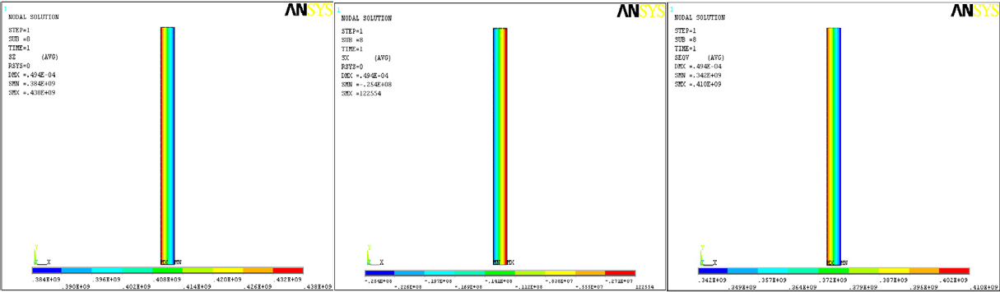 1
ANSYS
NODAL SOLUTION
STEP=1
SUB =8
TIME=1
SZ (AVG)
RSYS=0
DMX =.494E-04
SMN =.384E+09
SMX =.438E+09
Y
Z X
MX MN
.384E+09 .396E+09 .408E+09 .420E+09 .432E+09
.390E+09 .402E+09 .414E+09 .426E+09 .438E+09
1
ANSYS
NODAL SOLUTION
STEP=1
SUB =8
TIME=1
SX (AVG)
RSYS=0
DMX =.494E-04
SMN =-.254E+08
SMX =122554
Y
Z X
MN MX
-.254E+08 -.197E+08 -.141E+08 -.838E+07 -.271E+07
-.226E+08 -.169E+08 -.112E+08 -.555E+07 122554
1
ANSYS
NODAL SOLUTION
STEP=1
SUB =8
TIME=1
SEQV (AVG)
DMX =.494E-04
SMN =.342E+09
SMX =.410E+09
Y
Z X
MX MN
.342E+09 .357E+09 .372E+09 .387E+09 .402E+09
.349E+09 .364E+09 .379E+09 .395E+09 .410E+09